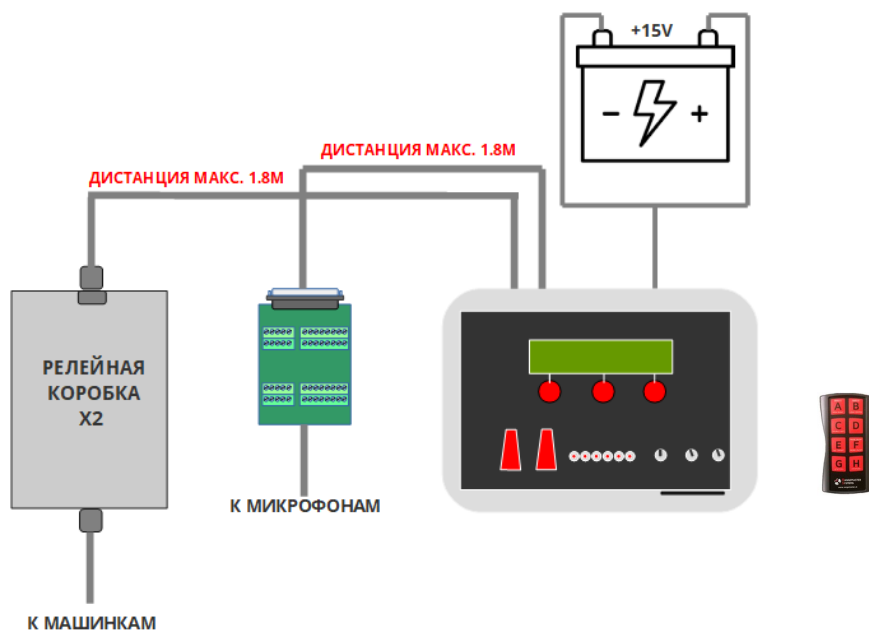 +15V
- +
ДИСТАНЦИЯ МАКС. 1.8М
ДИСТАНЦИЯ МАКС. 1.8М
РЕЛЕЙНАЯ
КОРОБКА
X2
A B
C D
E F
G H
К МИКРОФОНАМ
К МАШИНКАМ